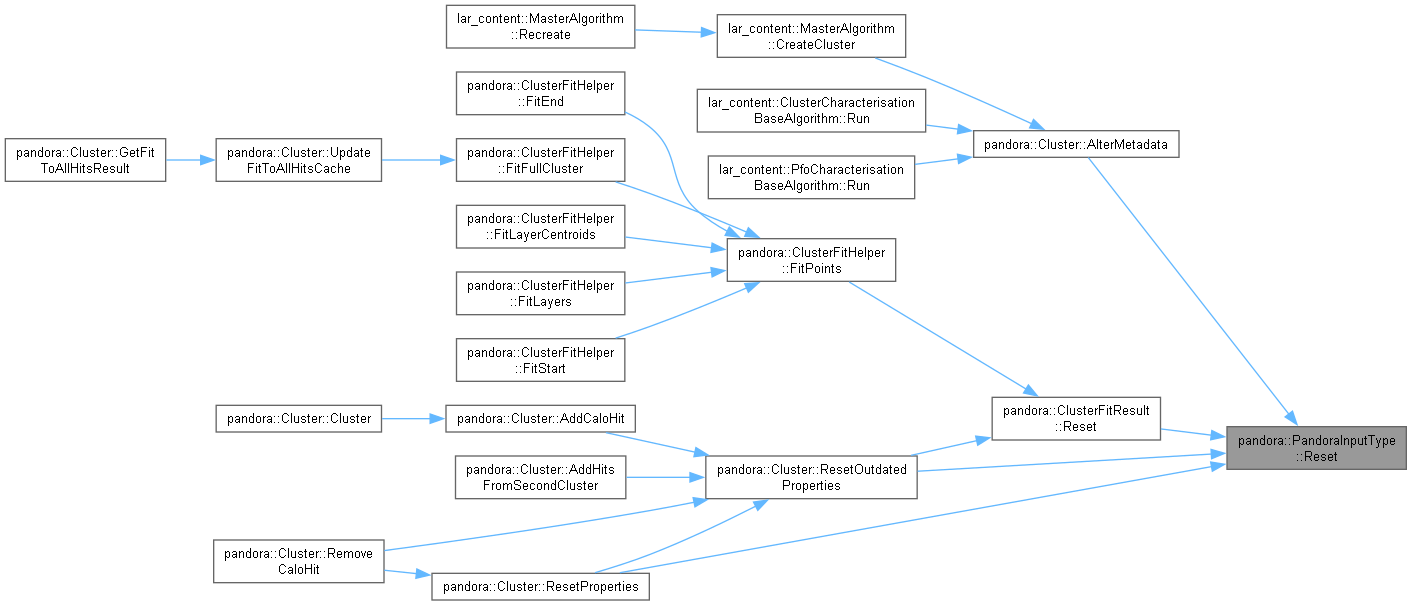 lar_content::MasterAlgorithm
::Recreate
lar_content::MasterAlgorithm
::CreateCluster
pandora::ClusterFitHelper
::FitEnd
lar_content::ClusterCharacterisation
BaseAlgorithm::Run
pandora::Cluster::AlterMetadata
pandora::Cluster::GetFit
ToAllHitsResult
pandora::Cluster::Update
FitToAllHitsCache
pandora::ClusterFitHelper
::FitFullCluster
lar_content::PfoCharacterisation
BaseAlgorithm::Run
pandora::ClusterFitHelper
::FitLayerCentroids
pandora::ClusterFitHelper
::FitPoints
pandora::ClusterFitHelper
::FitLayers
pandora::ClusterFitHelper
::FitStart
pandora::Cluster::Cluster
pandora::Cluster::AddCaloHit
pandora::ClusterFitResult
::Reset
pandora::PandoraInputType
::Reset
pandora::Cluster::AddHits
FromSecondCluster
pandora::Cluster::ResetOutdated
Properties
pandora::Cluster::Remove
CaloHit
pandora::Cluster::ResetProperties